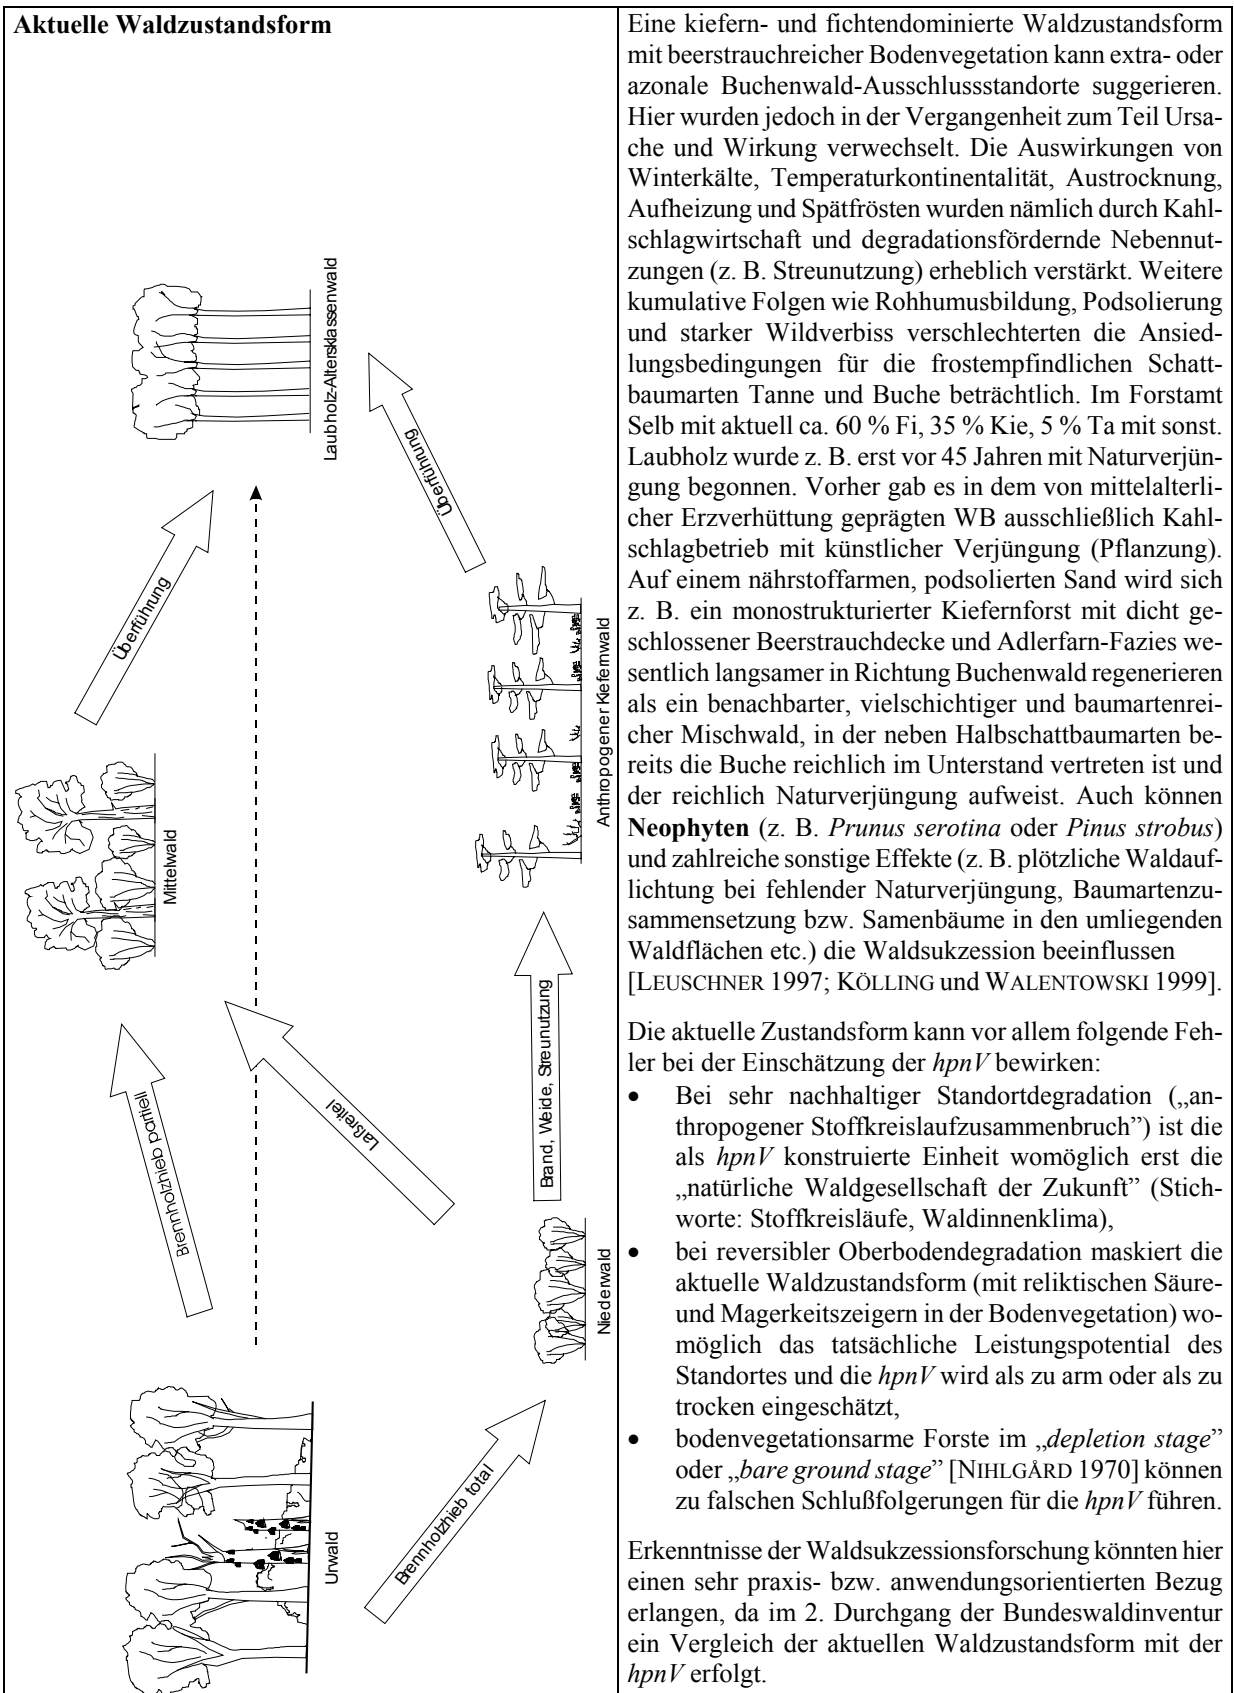 Aktuelle Waldzustandsform
Laubholz-Altersklassenwald
Überführung
Überführung
Mittelwald
Anthropogener Kiefernwald
Brennholzhieb partiell
Laßreitel
Brand, Weide, Streunutzung
Niederwald
Urwald
Brennholzhieb total
Eine kiefern- und fichtendominierte Waldzustandsform
mit beerstrauchreicher Bodenvegetation kann extra- oder
azonale Buchenwald-Ausschlussstandorte suggerieren.
Hier wurden jedoch in der Vergangenheit zum Teil Ursa-
che und Wirkung verwechselt. Die Auswirkungen von
Winterkälte, Temperaturkontinentalität, Austrocknung,
Aufheizung und Spätfrösten wurden nämlich durch Kahl-
schlagwirtschaft und degradationsfördernde Nebennut-
zungen (z. B. Streunutzung) erheblich verstärkt. Weitere
kumulative Folgen wie Rohhumusbildung, Podsolierung
und starker Wildverbiss verschlechterten die Ansied-
lungsbedingungen für die frostempfindlichen Schatt-
baumarten Tanne und Buche beträchtlich. Im Forstamt
Selb mit aktuell ca. 60 % Fi, 35 % Kie, 5 % Ta mit sonst.
Laubholz wurde z. B. erst vor 45 Jahren mit Naturverjün-
gung begonnen. Vorher gab es in dem von mittelalterli-
cher Erzverhüttung geprägten WB ausschließlich Kahl-
schlagbetrieb mit künstlicher Verjüngung (Pflanzung).
Auf einem nährstoffarmen, podsolierten Sand wird sich
z. B. ein monostrukturierter Kiefernforst mit dicht ge-
schlossener Beerstrauchdecke und Adlerfarn-Fazies we-
sentlich langsamer in Richtung Buchenwald regenerieren
als ein benachbarter, vielschichtiger und baumartenrei-
cher Mischwald, in der neben Halbschattbaumarten be-
reits die Buche reichlich im Unterstand vertreten ist und
der reichlich Naturverjüngung aufweist. Auch können
Neophyten (z. B. Prunus serotina oder Pinus strobus)
und zahlreiche sonstige Effekte (z. B. plötzliche Waldauf-
lichtung bei fehlender Naturverjüngung, Baumartenzu-
sammensetzung bzw. Samenbäume in den umliegenden
Waldflächen etc.) die Waldsukzession beeinflussen
[LEUSCHNER 1997; KÖLLING und WALENTOWSKI 1999].
Die aktuelle Zustandsform kann vor allem folgende Feh-
ler bei der Einschätzung der hpnV bewirken:
• Bei sehr nachhaltiger Standortdegradation („an-
thropogener Stoffkreislaufzusammenbruch”) ist die
als hpnV konstruierte Einheit womöglich erst die
„natürliche Waldgesellschaft der Zukunft” (Stich-
worte: Stoffkreisläufe, Waldinnenklima),
• bei reversibler Oberbodendegradation maskiert die
aktuelle Waldzustandsform (mit reliktischen Säure-
und Magerkeitszeigern in der Bodenvegetation) wo-
möglich das tatsächliche Leistungspotential des
Standortes und die hpnV wird als zu arm oder als zu
trocken eingeschätzt,
• bodenvegetationsarme Forste im „depletion stage”
oder „bare ground stage” [NIHLGÅRD 1970] können
zu falschen Schlußfolgerungen für die hpnV führen.
Erkenntnisse der Waldsukzessionsforschung könnten hier
einen sehr praxis- bzw. anwendungsorientierten Bezug
erlangen, da im 2. Durchgang der Bundeswaldinventur
ein Vergleich der aktuellen Waldzustandsform mit der
hpnV erfolgt.